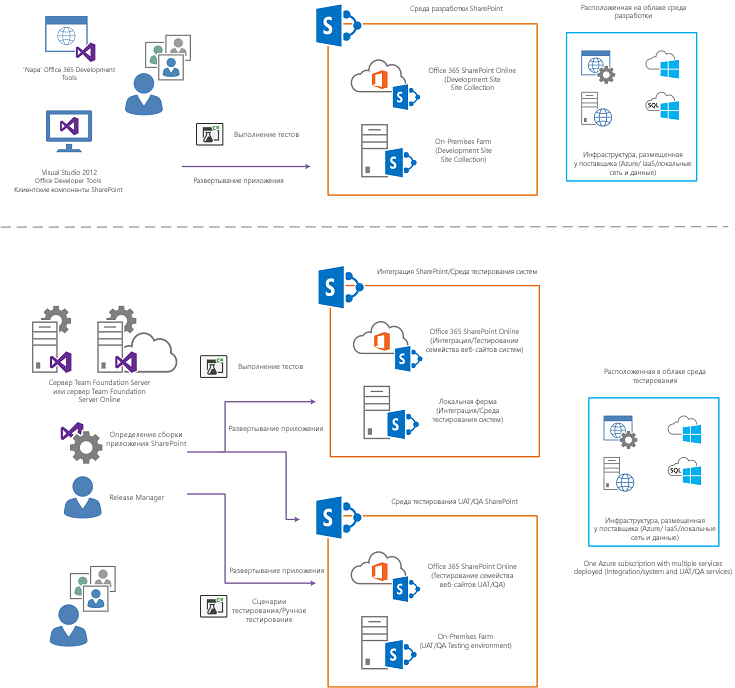 Среда разработки SharePoint
Расположенная на облаке среда
разработки
'Napa' Office 365 Development
Tools
Office 365 SharePoint Online
(Development Site
Site Collection
Выполнение тестов
On-Premises Farm
(Development Site
Site Collection)
SQL
Инфраструктура, размещенная
у поставщика (Azure/ IaaS/локальные
сеть и данные)
Visual Studio 2012
Office Developer Tools
Клиентские компоненты SharePoint
Развертывание приложения
Интеграция SharePoint/Среда тестирования систем
Office 365 SharePoint Online
(Интеграция/Тестирование
семейства веб-сайтов систем)
Сервер Team Foundation Server
или сервер Team Foundation
Server Online
Выполнение тестов
Расположенная в облаке среда
тестирования
Локальная ферма
(Интеграция/Среда
тестирования систем)
Определение сборки
приложения SharePoint
Развертывание приложения
SQL
Release Manager
Среда тестирования UAT/QA SharePoint
Инфраструктура, размещенная
у поставщика (Azure/ IaaS/локальные
сеть и данные)
One Azure subscription with multiple services
deployed (Integration/system and UAT/QA services)
Развертывание приложения
Office 365 SharePoint Online
(Тестирование семейства
веб-сайтов UAT/QA)
Сценарии
тестирования/Ручное
тестирование
On-Premises Farm
(UAT/QA Testing environment)